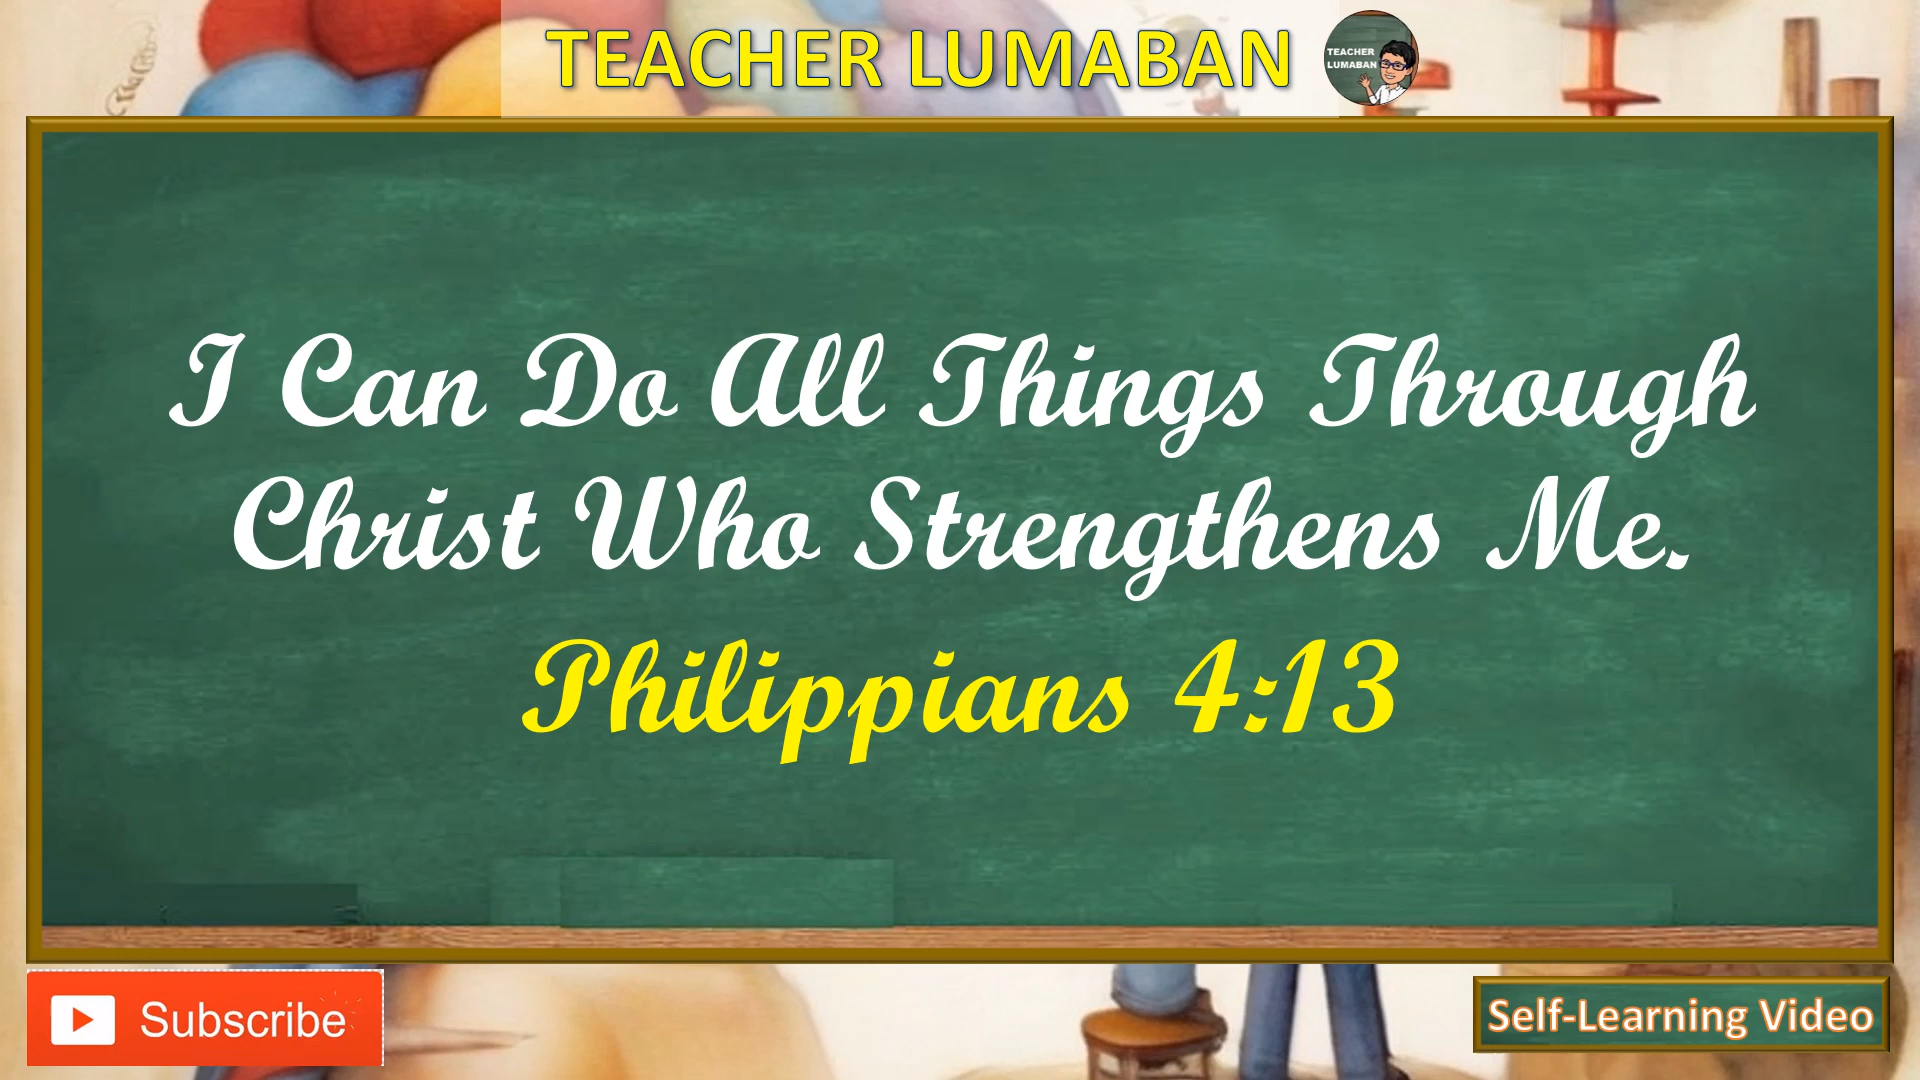 TEACHER LUMABAN
TEACHER
LUMABAN
I Can Do All Things Through
Christ Who Strengthens Me.
Philippians 4:13
Subscribe
Self-Learning Video